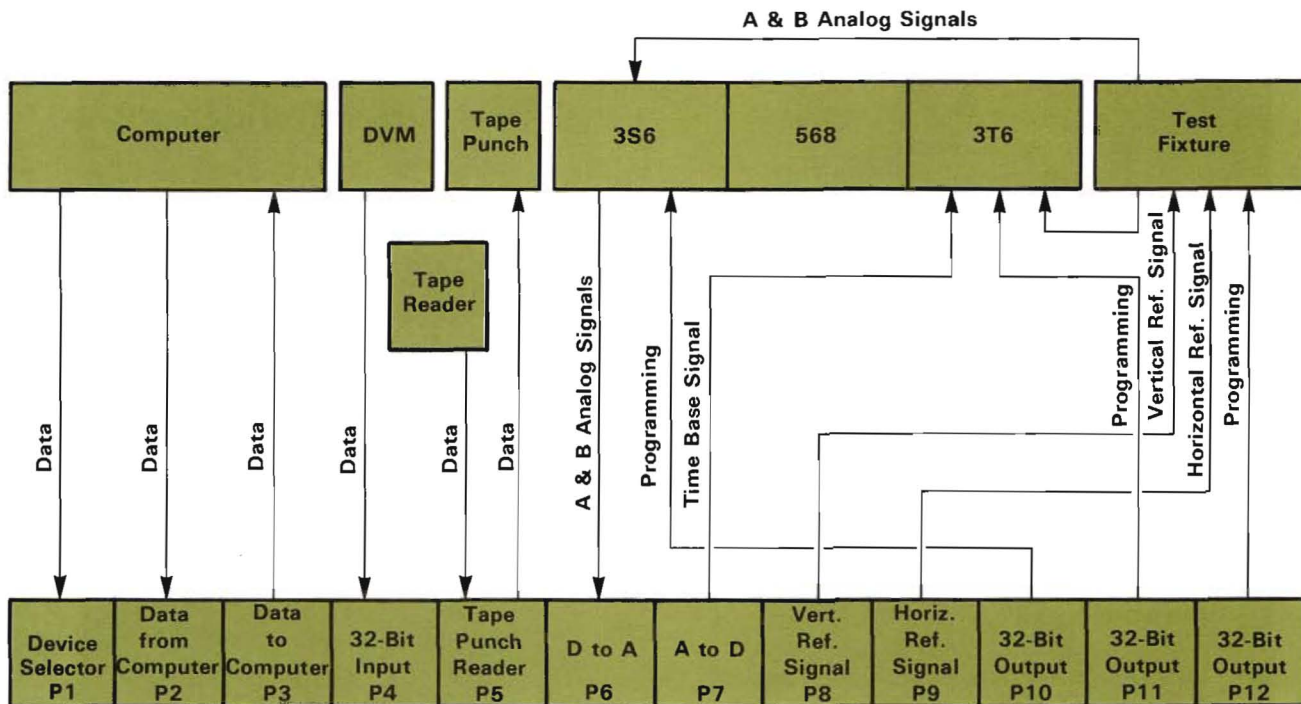 A & B Analog Signals
Computer
DVM
Tape
Punch
3S6
568
3T6
Test
Fixture
Tape
Reader
Data
Data
Data
Data
Data
Data
A & B Analog Signals
Programming
Time Base Signal
Programming
Vertical Ref. Signal
Horizontal Ref. Signal
Programming
Device
Selector
P1
Data
from
Computer
P2
Data
to
Computer
P3
32-Bit
Input
P4
Tape
Punch
Reader
P5
D to A
P6
A to D
P7
Vert.
Ref.
Signal
P8
Horiz.
Ref.
Signal
P9
32-Bit
Output
P10
32-Bit
Output
P11
32-Bit
Output
P12